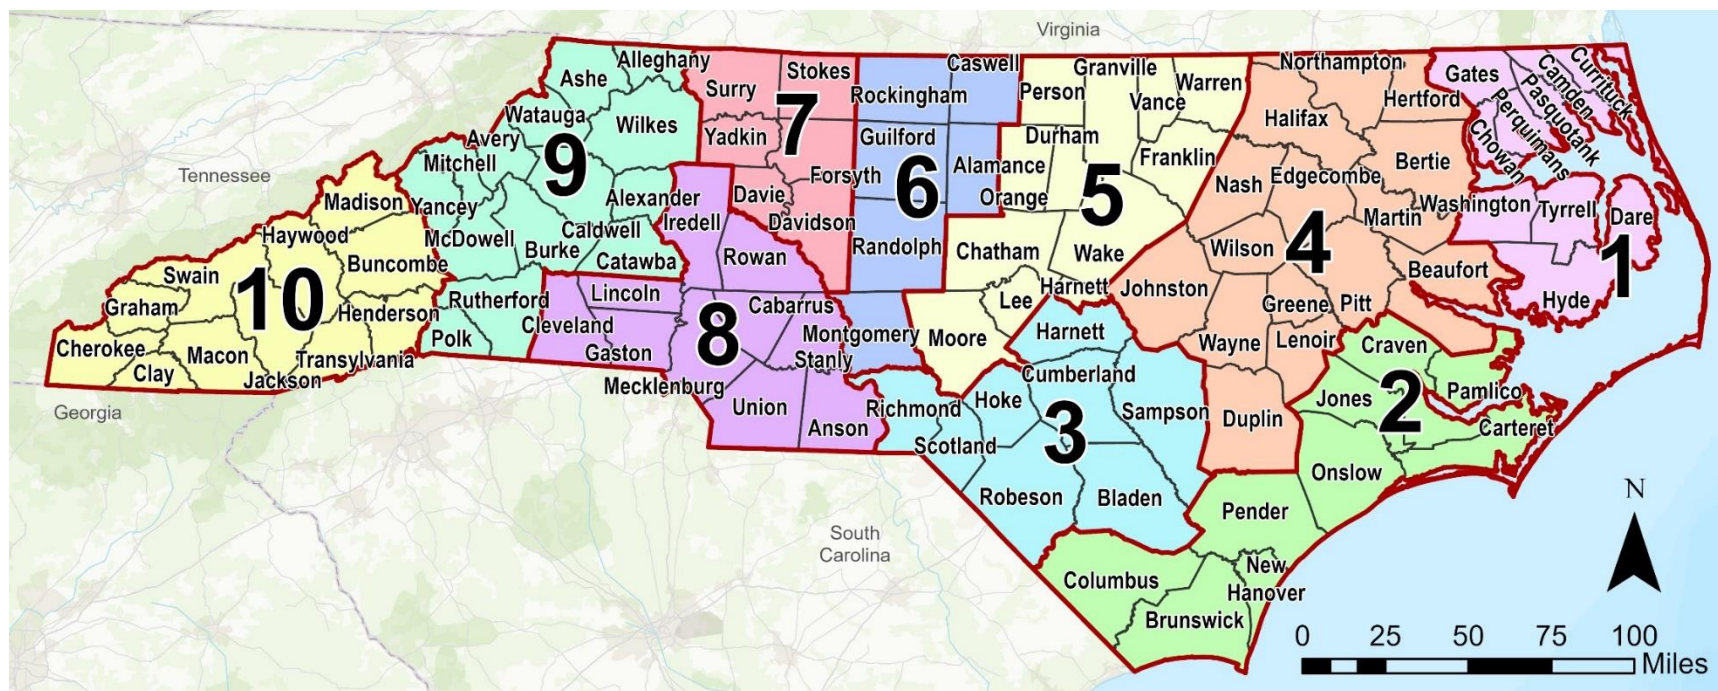 Virginia
Alleghany
Ashe
Surry
Stokes
Caswell
Granville
Warren
Northampton
Gates
Camden
Currituck
Rockingham
Person
Vance
Hertford
Pasquotank
Perquimans
Chowan
Watauga
Wilkes
Yadkin
7
Guilford
Durham
Halifax
Avery
Mitchell
9
Forsyth
6
Alamance
Franklin
Bertie
Tennessee
Madison
Yancey
Alexander
Iredell
Davie
Davidson
Orange
5
Nash
Edgecombe
Martin
Washington
Tyrrell
Dare
Haywood
McDowell
Caldwell
Burke
Catawba
Rowan
Randolph
Chatham
Wake
Wilson
4
Beaufort
1
Swain
Buncombe
10
Graham
Henderson
Rutherford
Lincoln
Cabarrus
Lee
Harnett
Johnston
Greene
Pitt
Hyde
Cherokee
Macon
Transylvania
Polk
Cleveland
Gaston
8
Montgomery
Stanly
Moore
Harnett
Wayne
Lenoir
Craven
Clay
Jackson
Mecklenburg
Cumberland
Pamlico
Georgia
Union
Anson
Richmond
Hoke
Scotland
3
Sampson
Duplin
Jones
2
Carteret
Robeson
Bladen
Onslow
Pender
N
South
Carolina
Columbus
New
Hanover
Brunswick
0 25 50 75 100
Miles